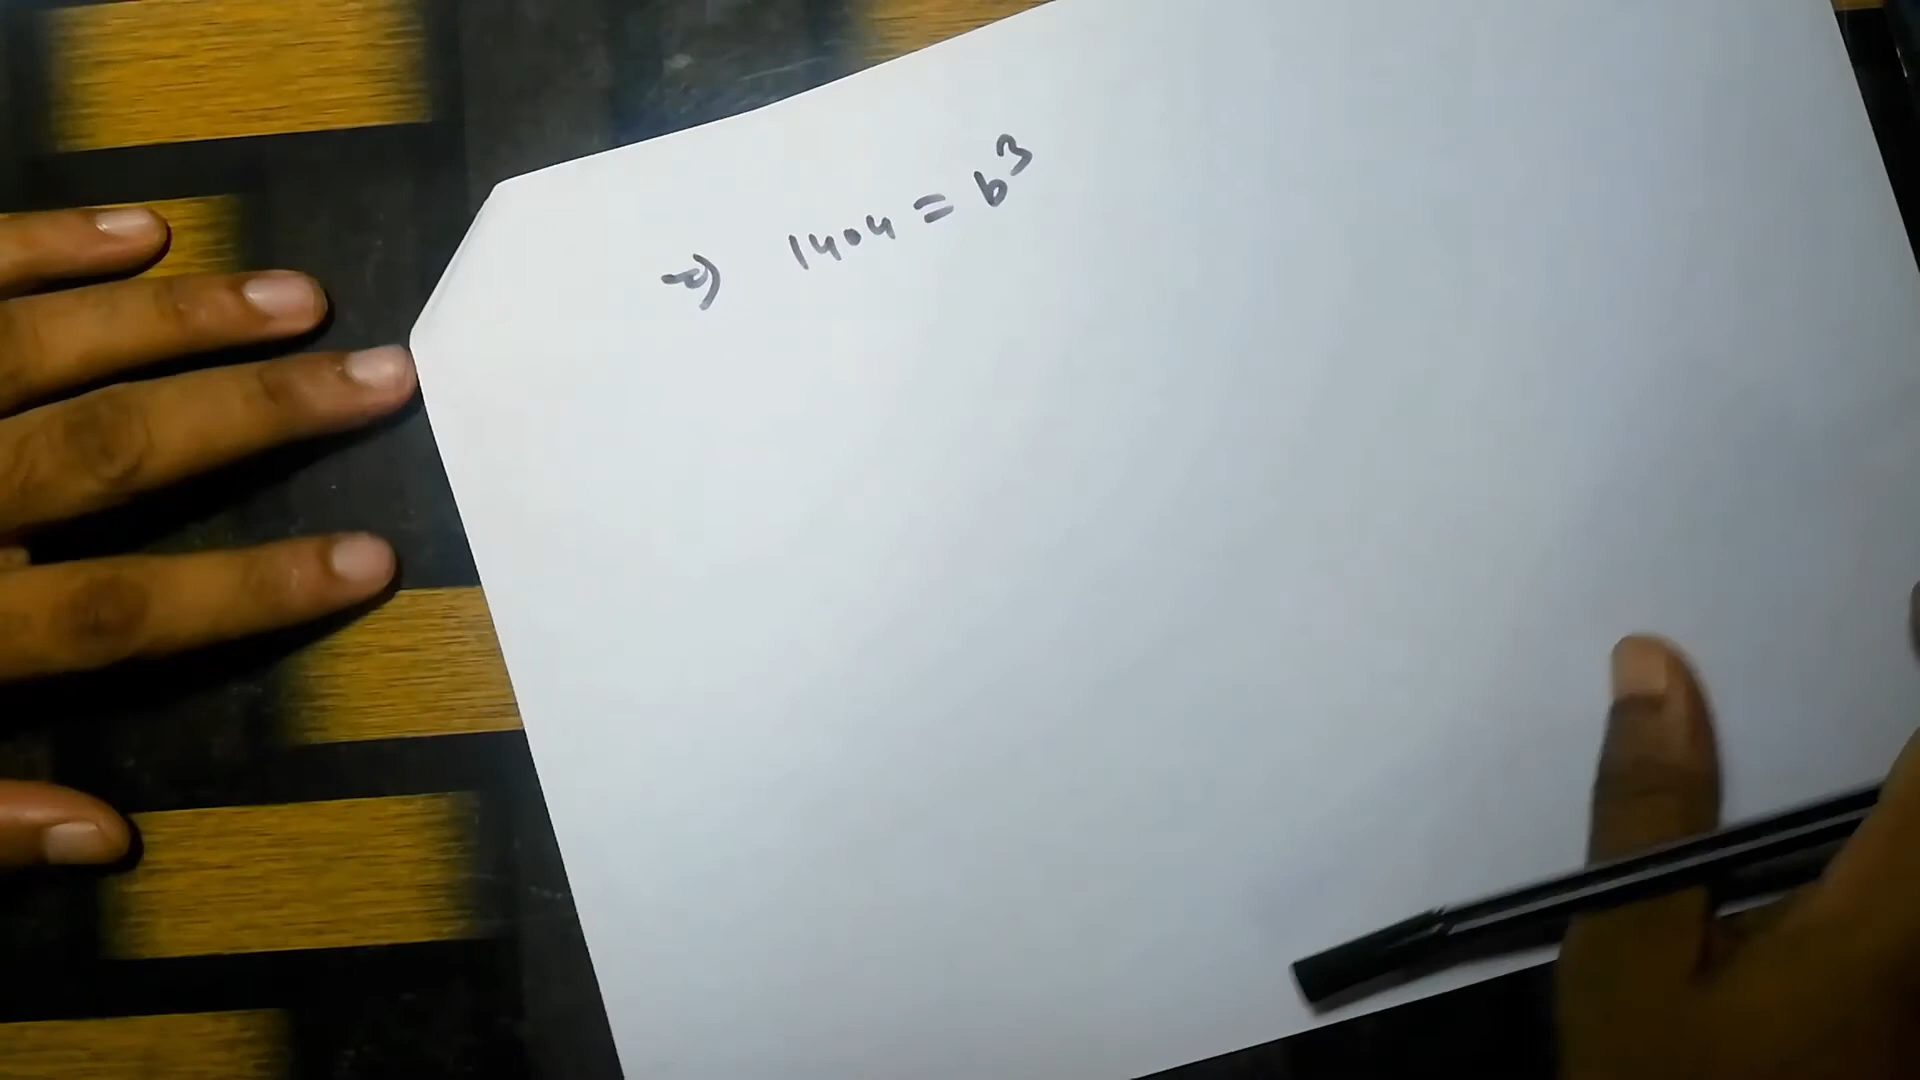 ⇒ 1404 = b³